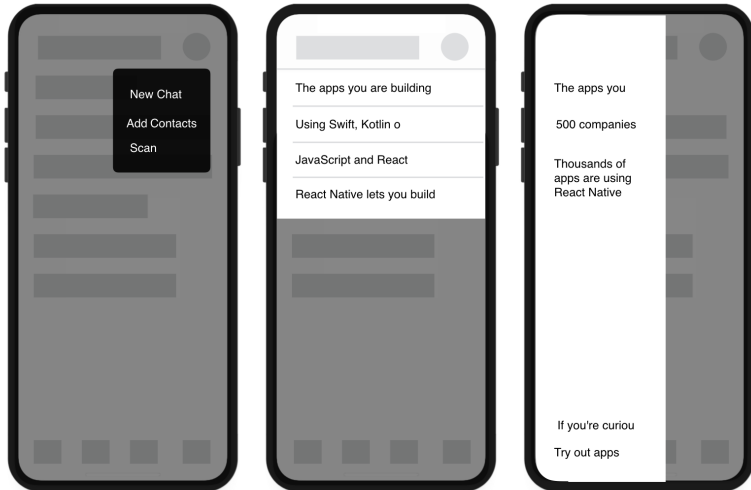 New Chat
Add Contacts
Scan
The apps you are building
Using Swift, Kotlin o
JavaScript and React
React Native lets you build
The apps you
500 companies
Thousands of
apps are using
React Native
If you're curiou
Try out apps